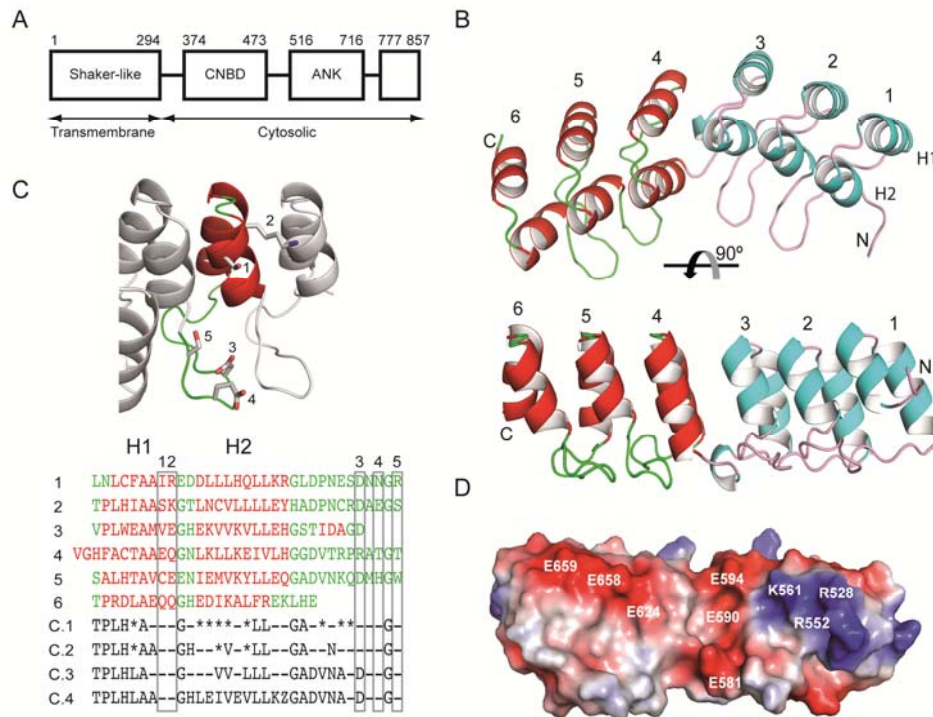 A
1 294 374 473 516 716 777 857
Shaker-like CNBD ANK
Transmembrane Cytosolic
B
3
2
4
5
1
6
C
H1
H2
N
90º
6 5 4 3 2 1
N
C
C
2
1
5
3
4
H1 H2
12 3 4 5
1 LNLCFAAIREDDLLLHQLLKRGLDPNESDNNGR
2 TPLHIASKGTLNCVLLLLEYHADPNCRDAEGS
3 VPLWEAMVEGHEKVVKVLLEHGSTIDAGD
4 VGHFACTAAEQGNLKLLKEIVLHGGDVTRPRATGT
5 SALHTAVCEENIEMVKYLLEQGADVNKQDMHGW
6 TPRDLAEQQGHEDIKALFREKLHE
C.1 TPLH*A---G-****-*LL--GA-*-**---G-
C.2 TPLH*AA--GH--*V-*LL--GA--N-----G-
C.3 TPLHLA---G---VV-LLL--GADVNA-D--G-
C.4 TPLHLAA--GHLEIVEVLLKZGADVNA-D--G-
D
E659
E658
E594
K561
R528
E624
E590
R552
E581